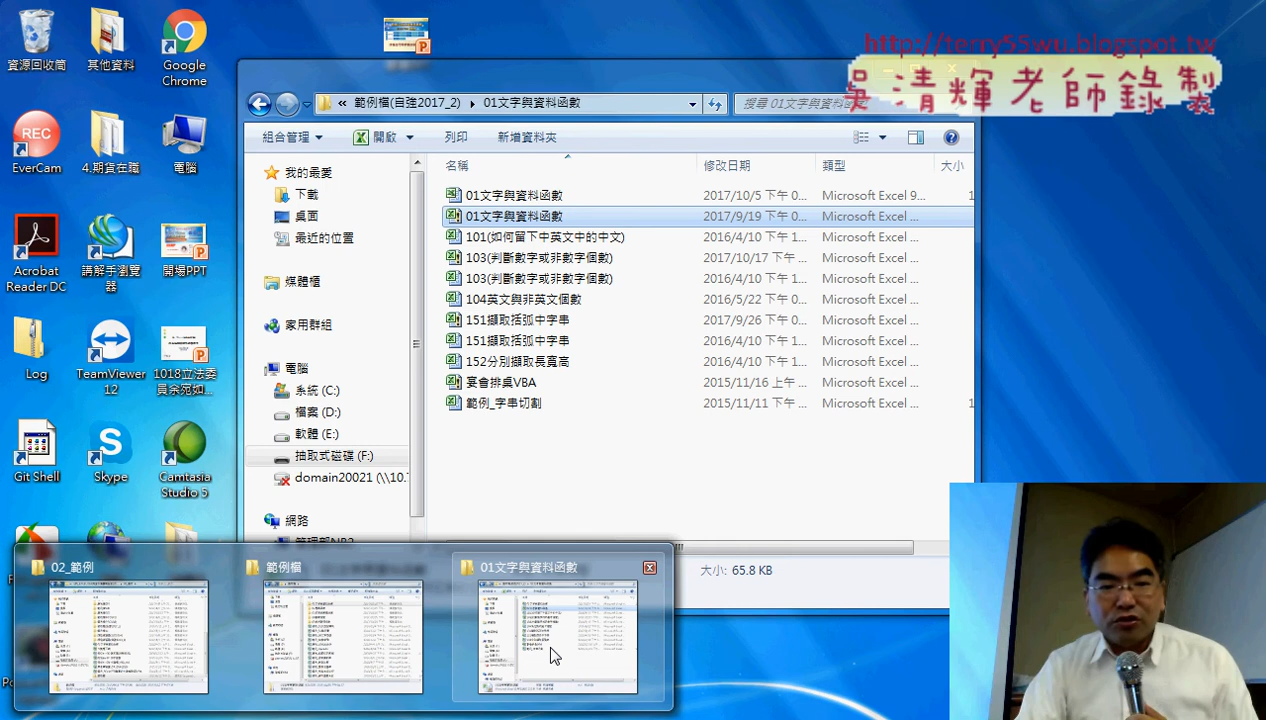 http://terry55wu.blogspot.tw
吳清輝老師錄製
資源回收筒
其他資料
Google Chrome
EverCam
4.期貨在職
電腦
Acrobat Reader DC
講解手瀏覽器
開場PPT
Log
TeamViewer 12
1018立法委員余宛如...
Git Shell
Skype
Camtasia Studio 5
範例檔(自強2017_2)
01文字與資料函數
搜尋 01文字與資料函數
組合管理
開啟
列印
新增資料夾
我的最愛
下載
桌面
最近的位置
媒體櫃
家用群組
電腦
系統 (C:)
檔案 (D:)
軟體 (E:)
抽取式磁碟 (F:)
domain20021 (\\10.7
網路
名稱 修改日期 類型 大小
01文字與資料函數 2017/10/5 下午 0... Microsoft Excel 9... 1
01文字與資料函數 2017/9/19 下午 0... Microsoft Excel ...
101(如何留下中英文中的中文) 2016/4/10 下午 1... Microsoft Excel ...
103(判斷數字或非數字個數) 2017/10/17 下午 ... Microsoft Excel ...
103(判斷數字或非數字個數) 2016/4/10 下午 1... Microsoft Excel ...
104英文與非英文個數 2016/5/22 下午 0... Microsoft Excel ...
151擷取括弧中字串 2017/9/26 下午 0... Microsoft Excel ...
151擷取括弧中字串 2016/4/10 下午 1... Microsoft Excel ...
152分別擷取長寬高 2016/4/10 下午 1... Microsoft Excel ...
宴會排桌VBA 2015/11/16 上午 ... Microsoft Excel ...
範例_字串切割 2015/11/11 下午 ... Microsoft Excel ... 1
大小: 65.8 KB
02_範例
範例檔
01文字與資料函數